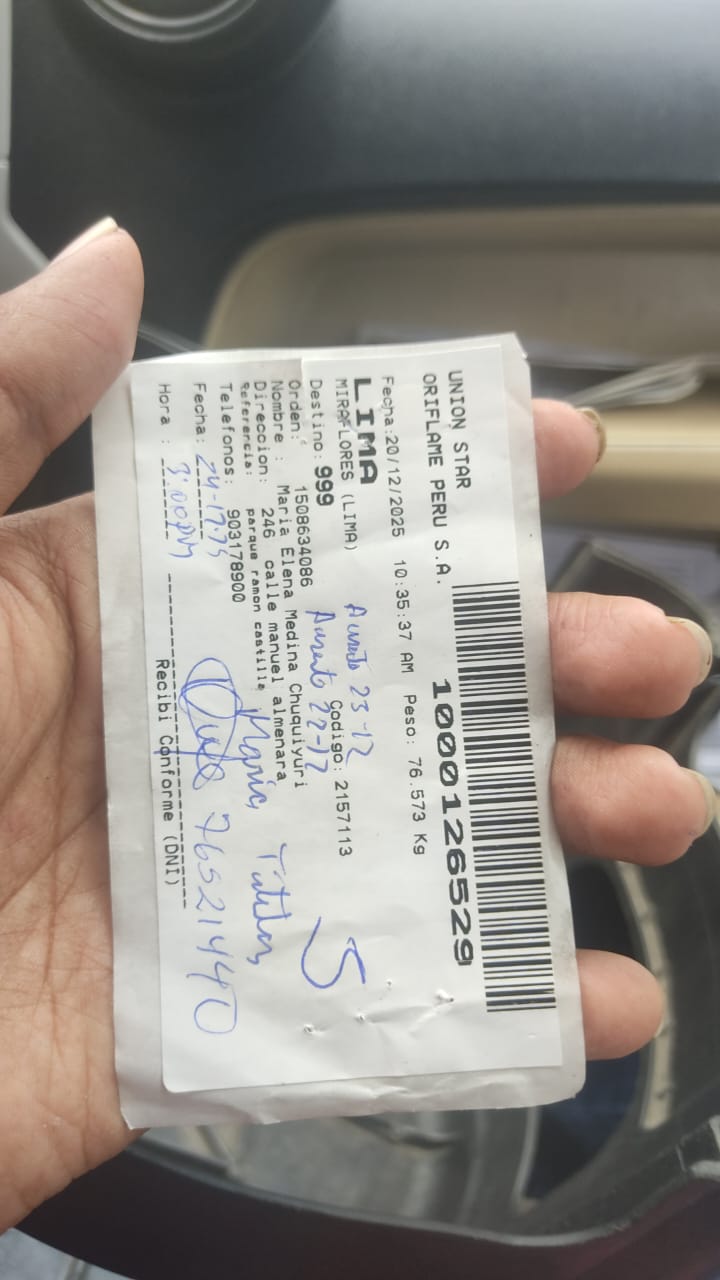 UNION STAR
ORIFLAME PERU S.A.
1000126529
Fecha:20/12/2025 10:35:37 AM Peso: 76.573 Kg
LIMA
MIRAFLORES (LIMA) Codigo: 2157113
Destino: 999
Orden: 1508634086
Nombre : Maria Elena Medina Chuquiyuri
Direccion: 246 calle manuel almenara
Referencia: parque ramon castilla
Telefonos: 903178900
Fecha: 24-12-
Hora : 3:00pm
Recibi Conforme (DNI)
23-12
22-12
5
Maria
76521440